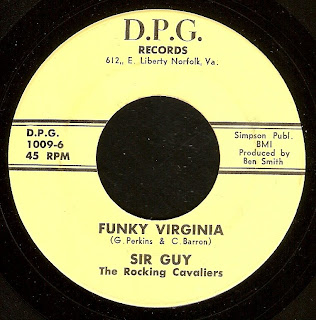 D.P.G.
RECORDS
612,, E. Liberty Norfolk, Va.
D.P.G.
1009-6
45 RPM
Simpson Publ.
BMI
Produced by
Ben Smith
FUNKY VIRGINIA
(G. Perkins & C. Barron)
SIR GUY
The Rocking Cavaliers